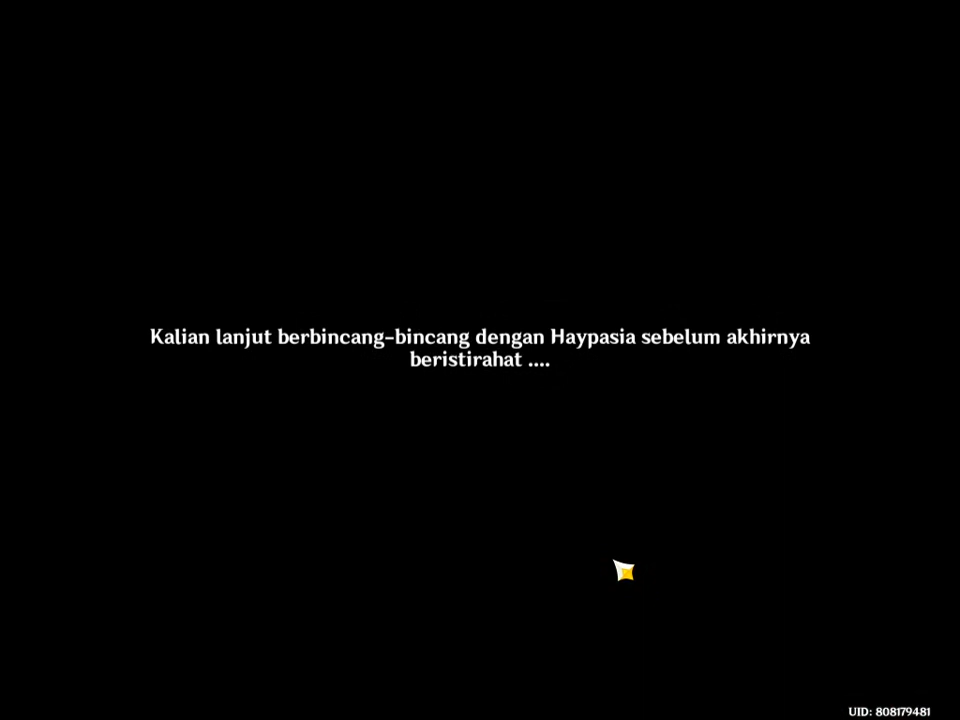 Kalian lanjut berbincang-bincang dengan Haypasia sebelum akhirnya
beristirahat ....
UID: 808179481